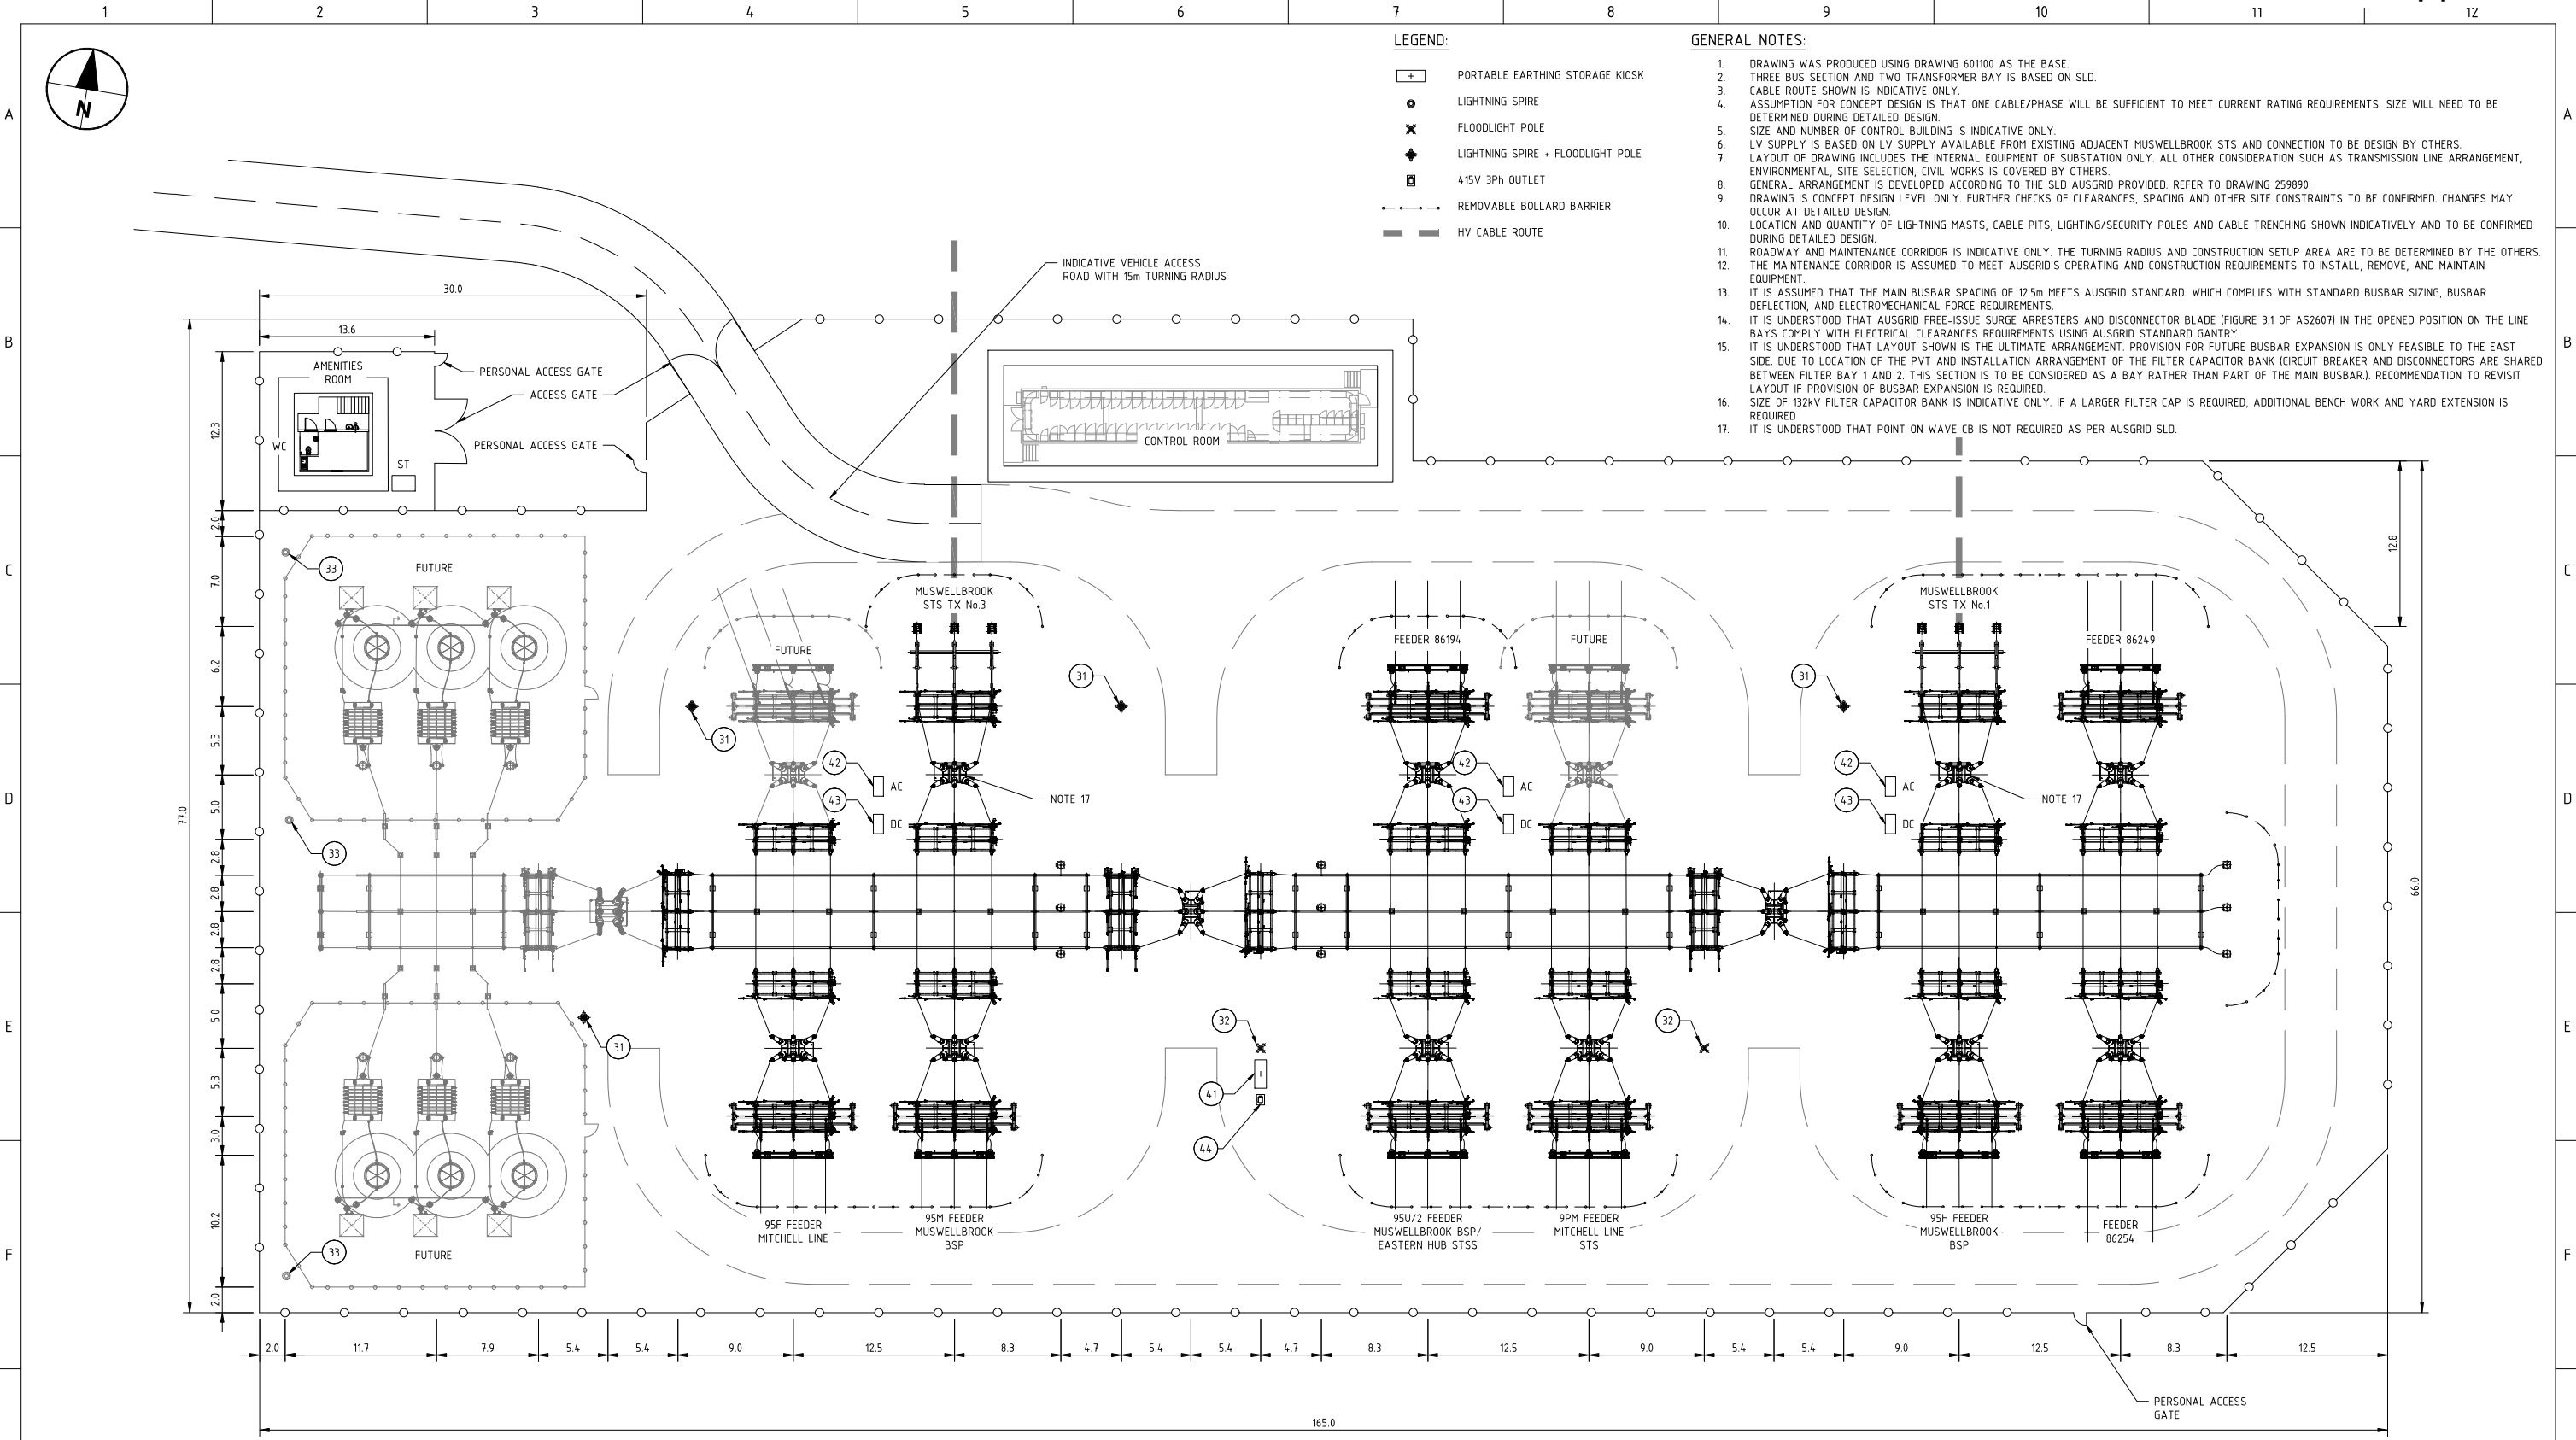 1 2 3 4 5 6 7 8 9 10 11 12
A
B
C
D
E
F
A
B
C
D
E
F
N
LEGEND:
PORTABLE EARTHING STORAGE KIOSK
LIGHTNING SPIRE
FLOODLIGHT POLE
LIGHTNING SPIRE + FLOODLIGHT POLE
415V 3Ph OUTLET
REMOVABLE BOLLARD BARRIER
HV CABLE ROUTE
GENERAL NOTES:
1. DRAWING WAS PRODUCED USING DRAWING 601100 AS THE BASE.
2. THREE BUS SECTION AND TWO TRANSFORMER BAY IS BASED ON SLD.
3. CABLE ROUTE SHOWN IS INDICATIVE ONLY.
4. ASSUMPTION FOR CONCEPT DESIGN IS THAT ONE CABLE/PHASE WILL BE SUFFICIENT TO MEET CURRENT RATING REQUIREMENTS. SIZE WILL NEED TO BE
DETERMINED DURING DETAILED DESIGN.
5. SIZE AND NUMBER OF CONTROL BUILDING IS INDICATIVE ONLY.
6. LV SUPPLY IS BASED ON LV SUPPLY AVAILABLE FROM EXISTING ADJACENT MUSWELLBROOK STS AND CONNECTION TO BE DESIGN BY OTHERS.
7. LAYOUT OF DRAWING INCLUDES THE INTERNAL EQUIPMENT OF SUBSTATION ONLY. ALL OTHER CONSIDERATION SUCH AS TRANSMISSION LINE ARRANGEMENT,
ENVIRONMENTAL, SITE SELECTION, CIVIL WORKS IS COVERED BY OTHERS.
8. GENERAL ARRANGEMENT IS DEVELOPED ACCORDING TO THE SLD AUSGRID PROVIDED. REFER TO DRAWING 259890.
9. DRAWING IS CONCEPT DESIGN LEVEL ONLY. FURTHER CHECKS OF CLEARANCES, SPACING AND OTHER SITE CONSTRAINTS TO BE CONFIRMED. CHANGES MAY
OCCUR AT DETAILED DESIGN.
10. LOCATION AND QUANTITY OF LIGHTNING MASTS, CABLE PITS, LIGHTING/SECURITY POLES AND CABLE TRENCHING SHOWN INDICATIVELY AND TO BE CONFIRMED
DURING DETAILED DESIGN.
11. ROADWAY AND MAINTENANCE CORRIDOR IS INDICATIVE ONLY. THE TURNING RADIUS AND CONSTRUCTION SETUP AREA ARE TO BE DETERMINED BY THE OTHERS.
12. THE MAINTENANCE CORRIDOR IS ASSUMED TO MEET AUSGRID'S OPERATING AND CONSTRUCTION REQUIREMENTS TO INSTALL, REMOVE, AND MAINTAIN
EQUIPMENT.
13. IT IS ASSUMED THAT THE MAIN BUSBAR SPACING OF 12.5m MEETS AUSGRID STANDARD. WHICH COMPLIES WITH STANDARD BUSBAR SIZING, BUSBAR
DEFLECTION, AND ELECTROMECHANICAL FORCE REQUIREMENTS.
14. IT IS UNDERSTOOD THAT AUSGRID FREE-ISSUE SURGE ARRESTERS AND DISCONNECTOR BLADE (FIGURE 3.1 OF AS2607) IN THE OPENED POSITION ON THE LINE
BAYS COMPLY WITH ELECTRICAL CLEARANCES REQUIREMENTS USING AUSGRID STANDARD GANTRY.
15. IT IS UNDERSTOOD THAT LAYOUT SHOWN IS THE ULTIMATE ARRANGEMENT. PROVISION FOR FUTURE BUSBAR EXPANSION IS ONLY FEASIBLE TO THE EAST
SIDE. DUE TO LOCATION OF THE PVT AND INSTALLATION ARRANGEMENT OF THE FILTER CAPACITOR BANK (CIRCUIT BREAKER AND DISCONNECTORS ARE SHARED
BETWEEN FILTER BAY 1 AND 2. THIS SECTION IS TO BE CONSIDERED AS A BAY RATHER THAN PART OF THE MAIN BUSBAR.). RECOMMENDATION TO REVISIT
LAYOUT IF PROVISION OF BUSBAR EXPANSION IS REQUIRED.
16. SIZE OF 132kV FILTER CAPACITOR BANK IS INDICATIVE ONLY. IF A LARGER FILTER CAP IS REQUIRED, ADDITIONAL BENCH WORK AND YARD EXTENSION IS
REQUIRED
17. IT IS UNDERSTOOD THAT POINT ON WAVE CB IS NOT REQUIRED AS PER AUSGRID SLD.
INDICATIVE VEHICLE ACCESS
ROAD WITH 15m TURNING RADIUS
30.0
13.6
AMENITIES
ROOM
WC
ST
PERSONAL ACCESS GATE
ACCESS GATE
PERSONAL ACCESS GATE
CONTROL ROOM
12.3
2.0
7.0
6.2
5.3
5.0
2.8
2.8
2.8
2.8
5.0
5.3
3.0
10.2
2.0
77.0
12.8
66.0
33
FUTURE
33
31
33
FUTURE
FUTURE
31
MUSWELLBROOK
STS TX No.3
42 AC
43 DC
NOTE 17
31
FEEDER 86194
FUTURE
42 AC
43 DC
31
MUSWELLBROOK
STS TX No.1
FEEDER 86249
42 AC
43 DC
NOTE 17
32
41
44
32
95F FEEDER
MITCHELL LINE
95M FEEDER
MUSWELLBROOK
BSP
95U/2 FEEDER
MUSWELLBROOK BSP/
EASTERN HUB STSS
9PM FEEDER
MITCHELL LINE
STS
95H FEEDER
MUSWELLBROOK
BSP
FEEDER
86254
2.0 11.7 7.9 5.4 5.4 9.0 12.5 8.3 4.7 5.4 5.4 4.7 8.3 12.5 9.0 5.4 5.4 9.0 12.5 8.3 12.5
PERSONAL ACCESS
GATE
165.0